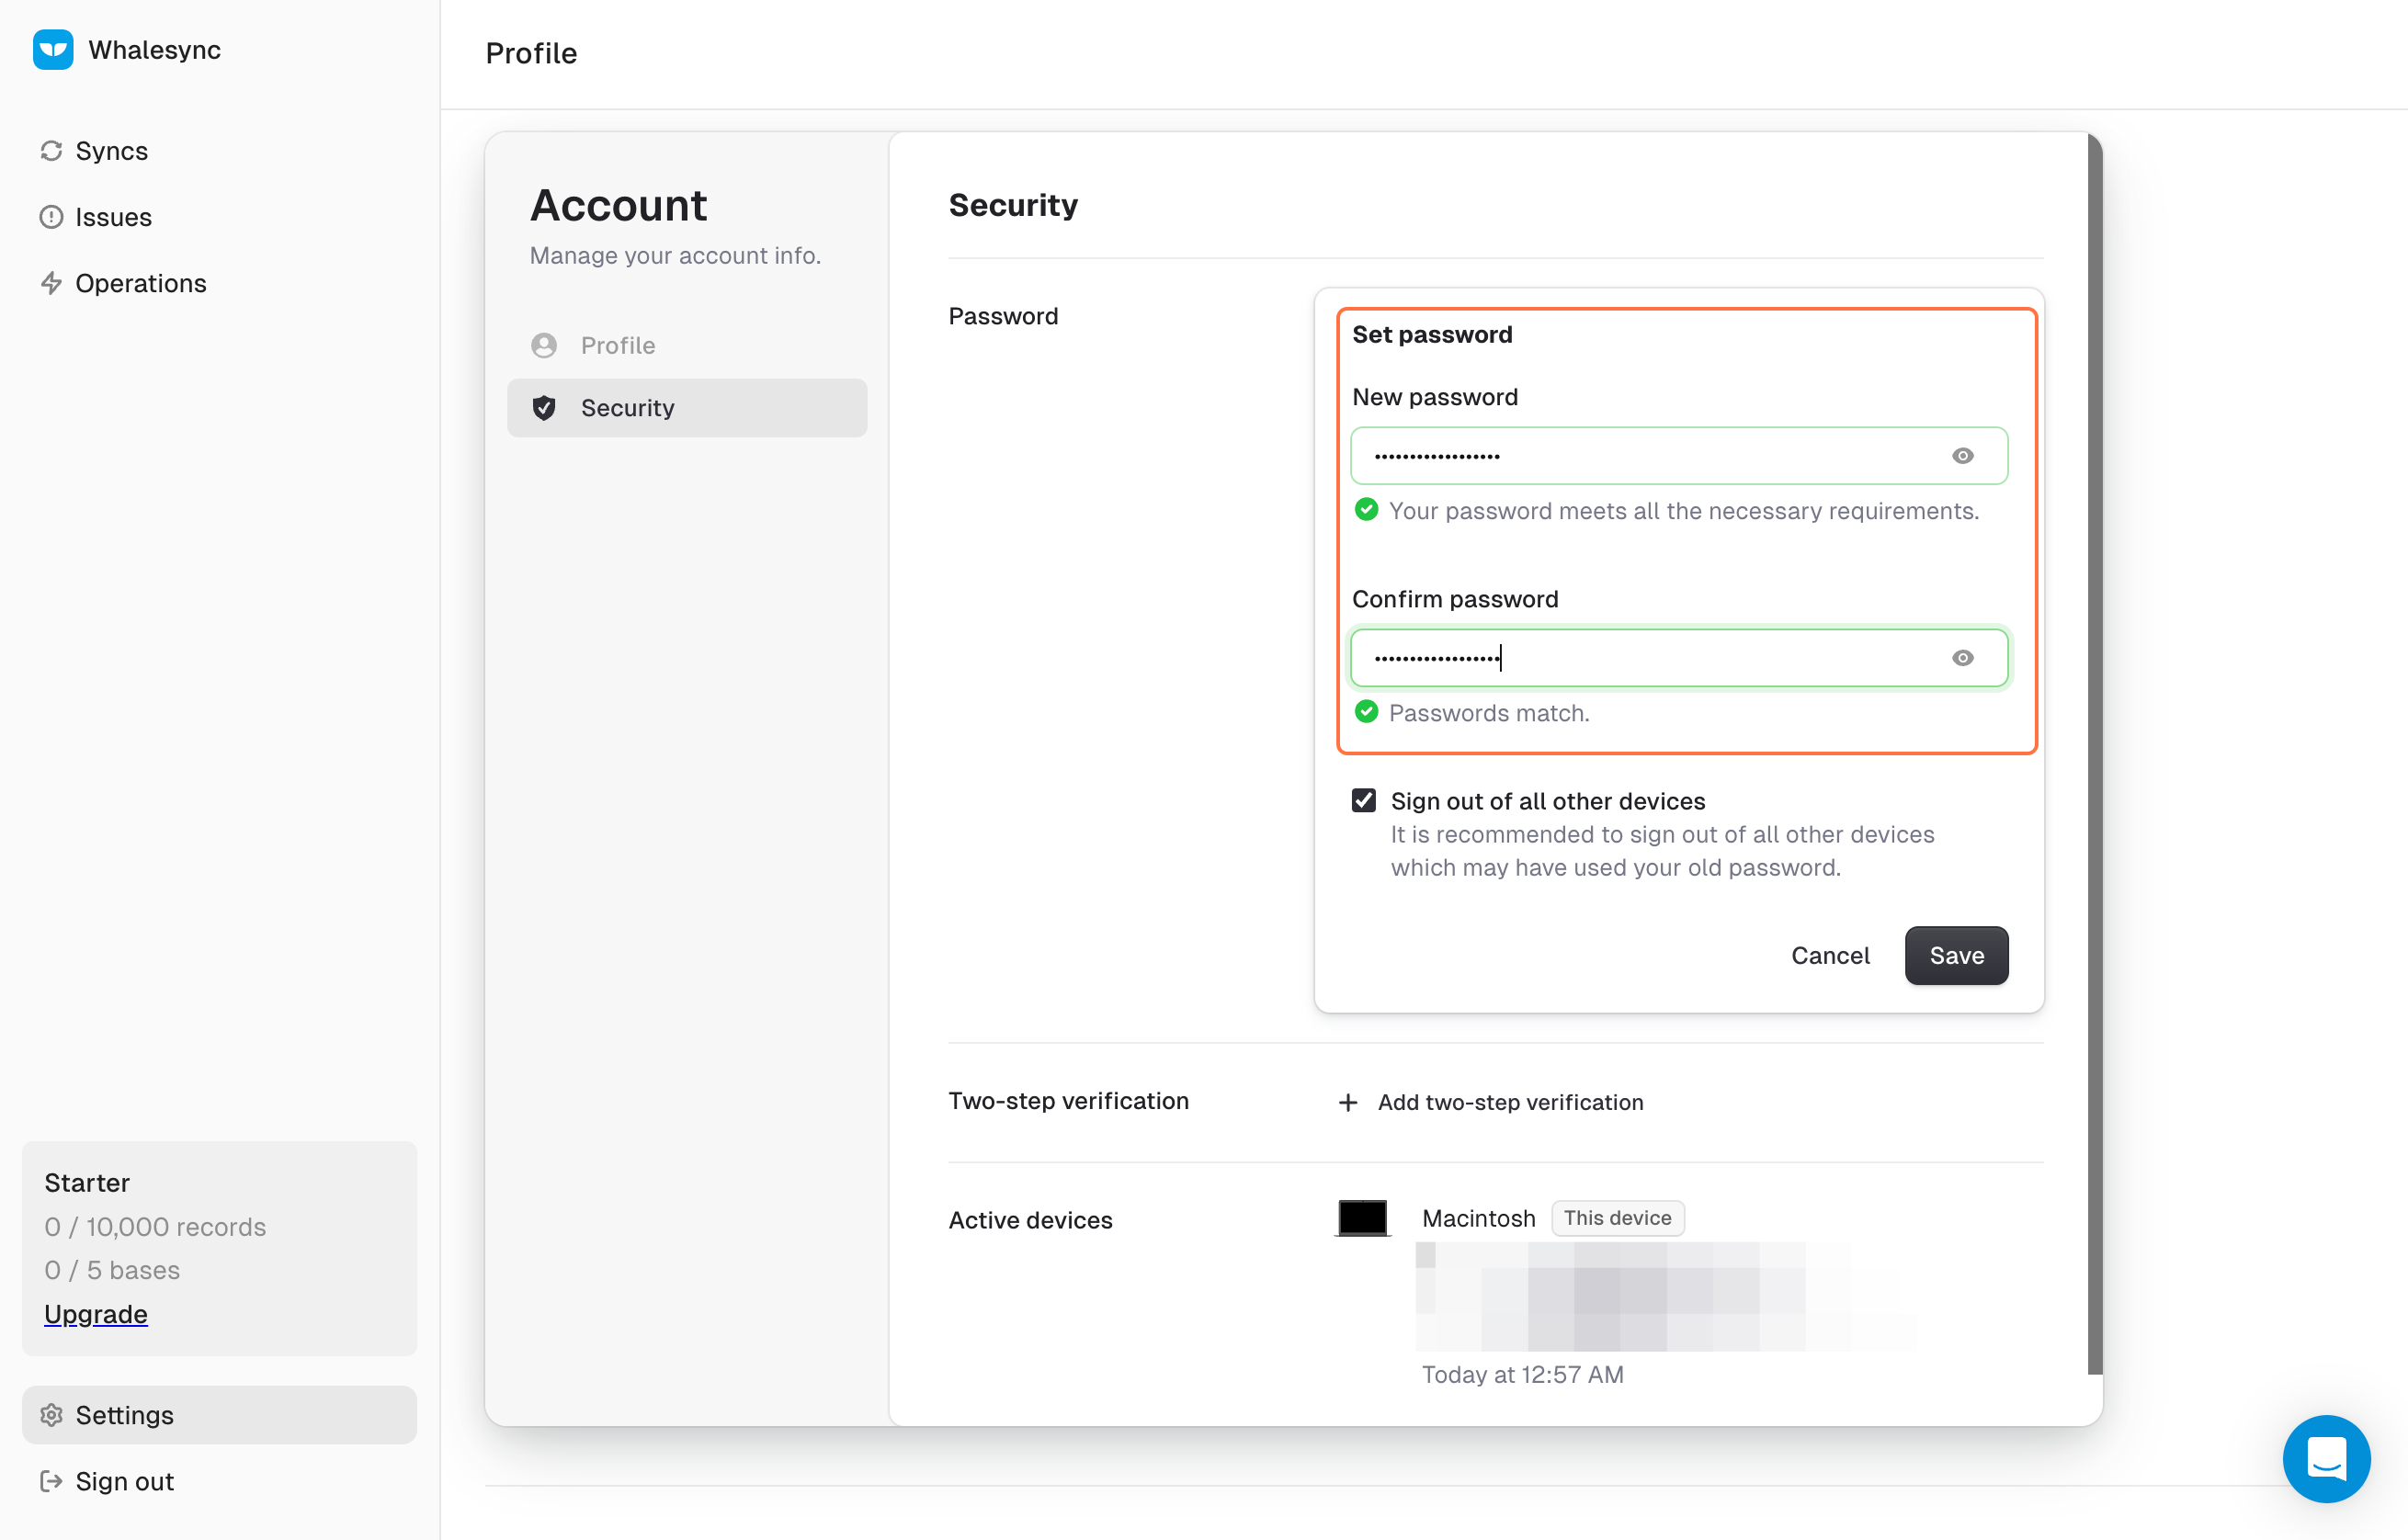 Whalesync
Syncs
Issues
Operations
Starter
0 / 10,000 records
0 / 5 bases
Upgrade
Settings
Sign out
Profile
Account
Manage your account info.
Profile
Security
Security
Password
Set password
New password
••••••••••••••••••
Your password meets all the necessary requirements.
Confirm password
••••••••••••••••••
Passwords match.
Sign out of all other devices
It is recommended to sign out of all other devices
which may have used your old password.
Cancel
Save
Two-step verification
Add two-step verification
Active devices
Macintosh
This device
Today at 12:57 AM